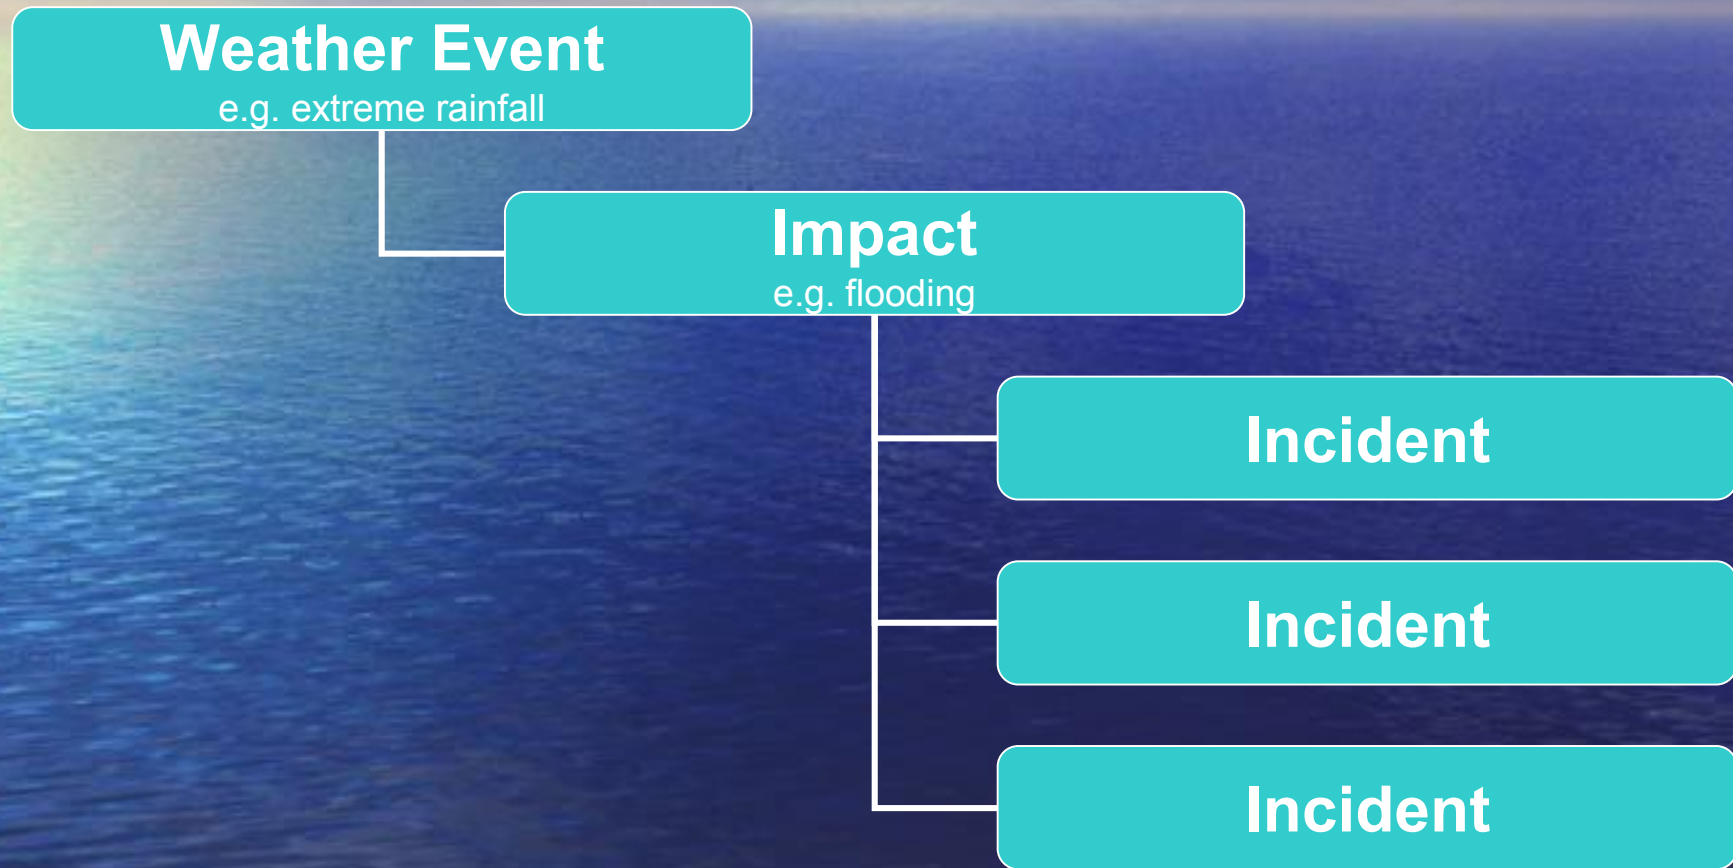 Weather Event
e.g. extreme rainfall
Impact
e.g. flooding
Incident
Incident
Incident